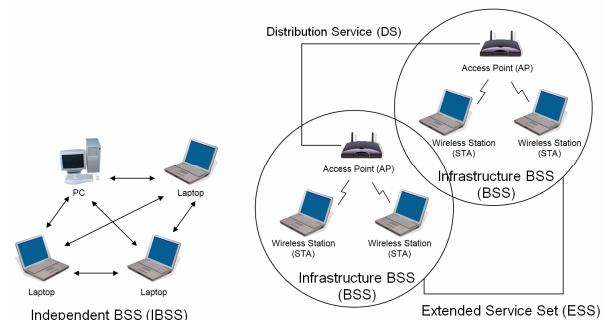 Distribution Service (DS)
Access Point (AP)
Wireless Station
(STA)
Wireless Station
(STA)
Infrastructure BSS
(BSS)
Access Point (AP)
Wireless Station
(STA)
Wireless Station
(STA)
Infrastructure BSS
(BSS)
Extended Service Set (ESS)
PC
Laptop
Laptop
Laptop
Independent BSS (IBSS)